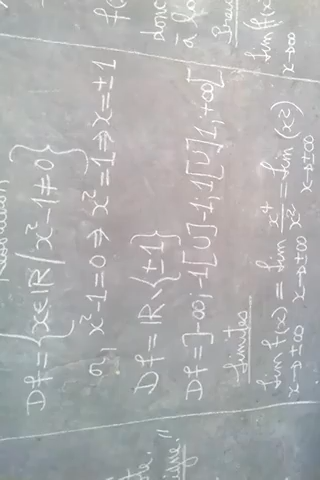 Df = {x∈IR / x² - 1 ≠ 0}
x² - 1 = 0 ⇒ x² = 1 ⇒ x = ±1
Df = IR \ {±1}
Df = ]-∞; -1[ U ]-1; 1[ U ]1; +∞[
Limites
lim f(x) = lim x⁴/x² = lim (x²)
x→±∞ x→±∞ x→±∞
f(
donc
à la
lim f(x
x→∞